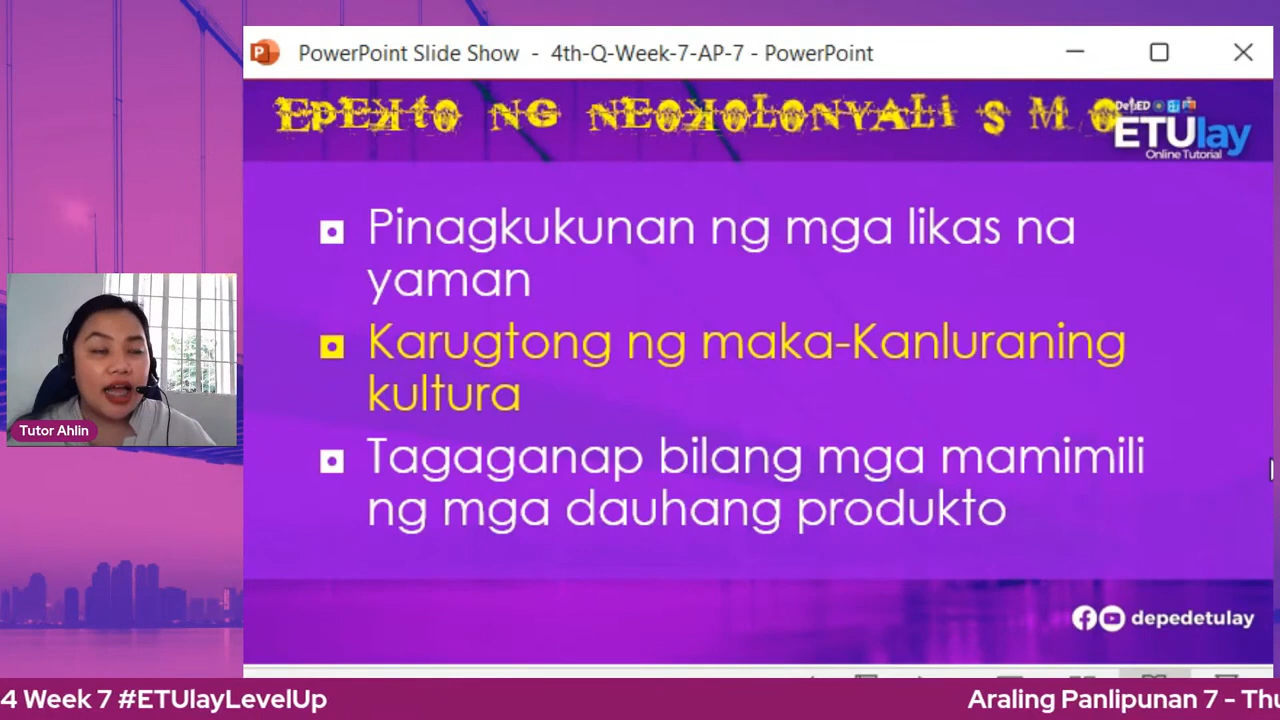 PowerPoint Slide Show - 4th-Q-Week-7-AP-7 - PowerPoint
EPEKTO NG NEOKOLONYALISMO
DepED
ETUlay
Online Tutorial
Pinagkukunan ng mga likas na
yaman
Karugtong ng maka-Kanluraning
kultura
Tagaganap bilang mga mamimili
ng mga dauhang produkto
Tutor Ahlin
depedetulay
4 Week 7 #ETUlayLevelUp
Araling Panlipunan 7 - Thu